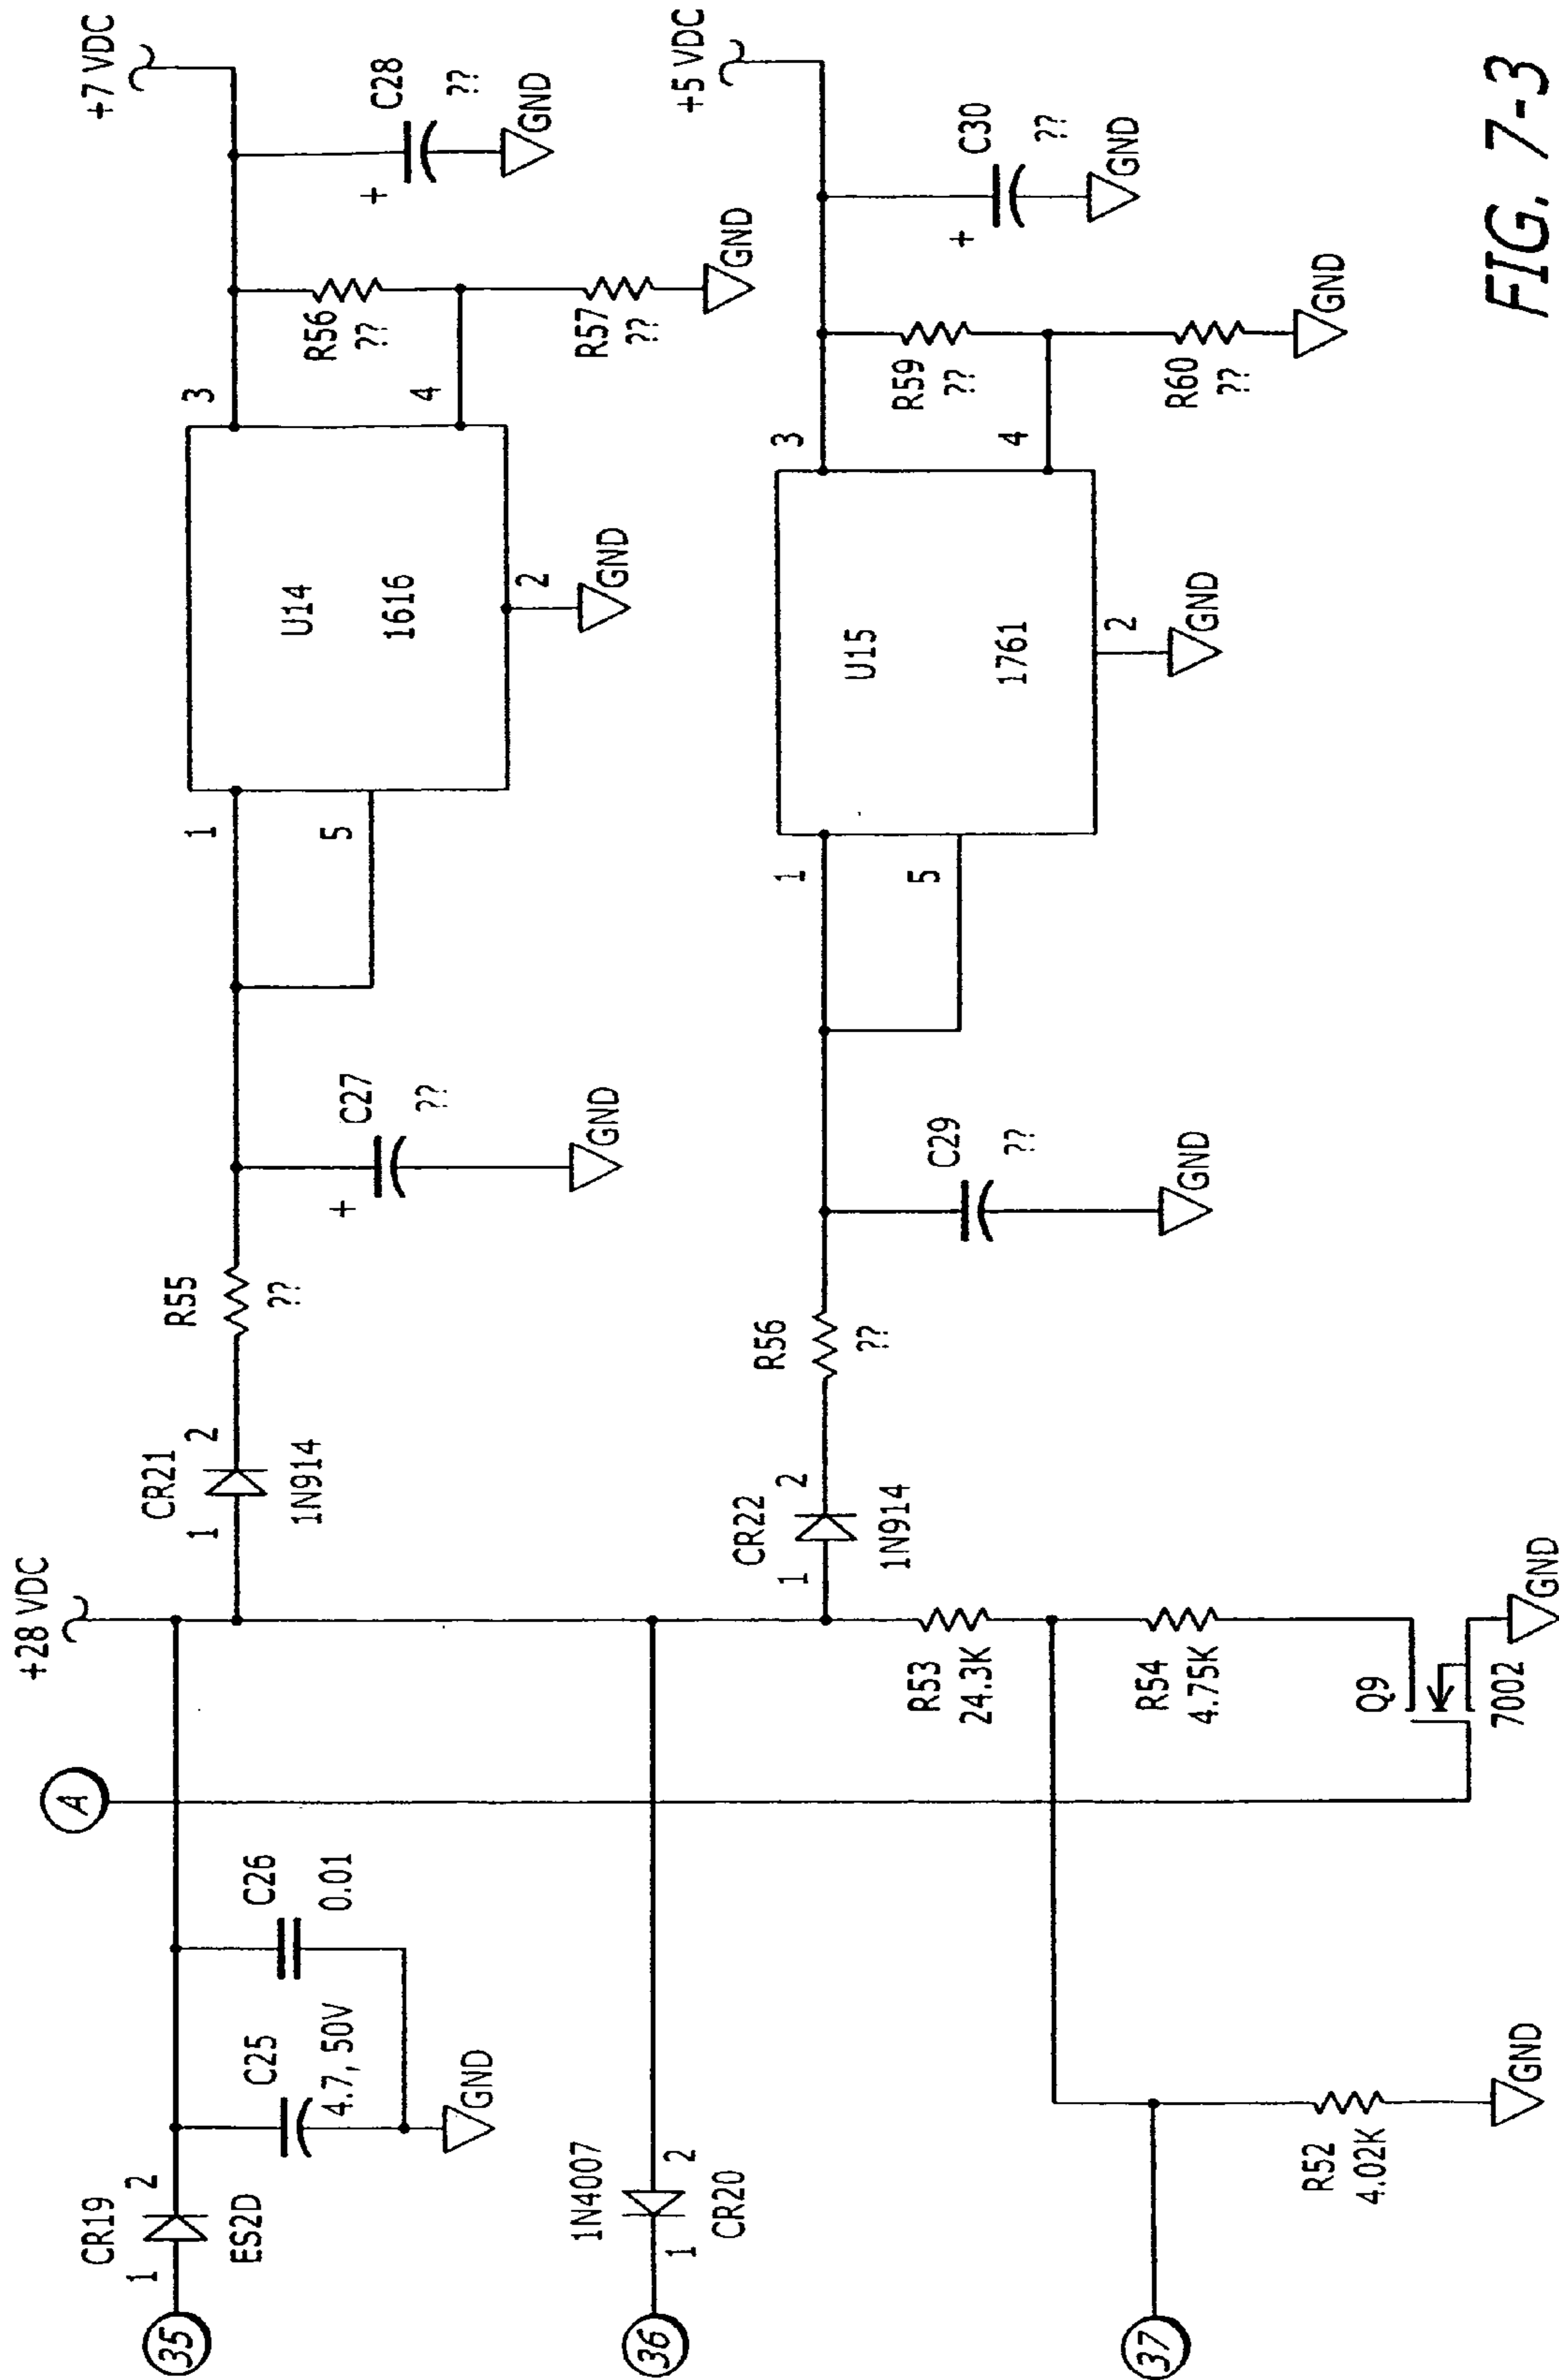 +28 VDC
+7 VDC
+5 VDC
A
35
1
CR19
2
ES2D
C25
4.7, 50V
C26
0.01
GND
CR21
1
2
1N914
R55
??
C27
+
??
GND
1
5
U14
1616
2
GND
3
4
R56
??
R57
??
GND
C28
+
??
GND
36
1
1N4007
2
CR20
CR22
1
2
1N914
R56
??
C29
??
GND
1
5
U15
1761
2
GND
3
4
R59
??
R60
??
GND
C30
+
??
GND
37
R52
4.02K
GND
R53
24.3K
R54
4.75K
Q9
7002
GND
FIG. 7-3